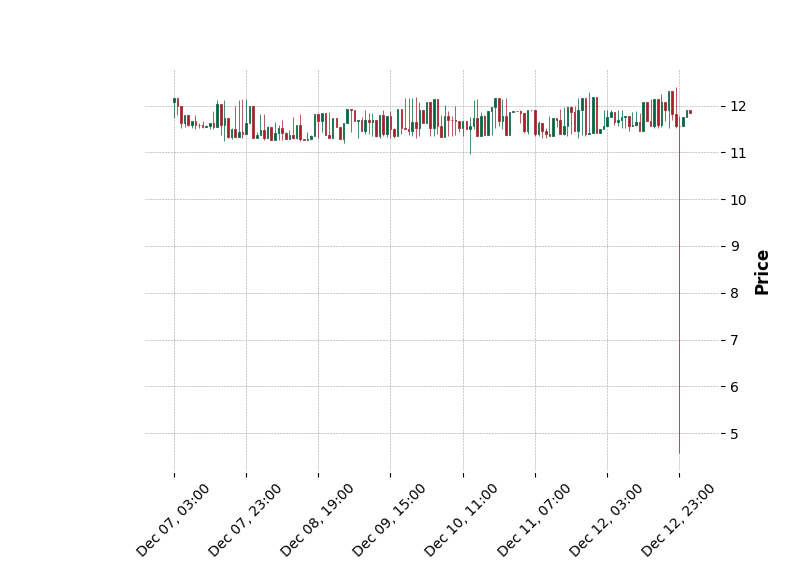 12
11
10
9
8
7
6
5
Price
Dec 07, 03:00
Dec 07, 23:00
Dec 08, 19:00
Dec 09, 15:00
Dec 10, 11:00
Dec 11, 07:00
Dec 12, 03:00
Dec 12, 23:00